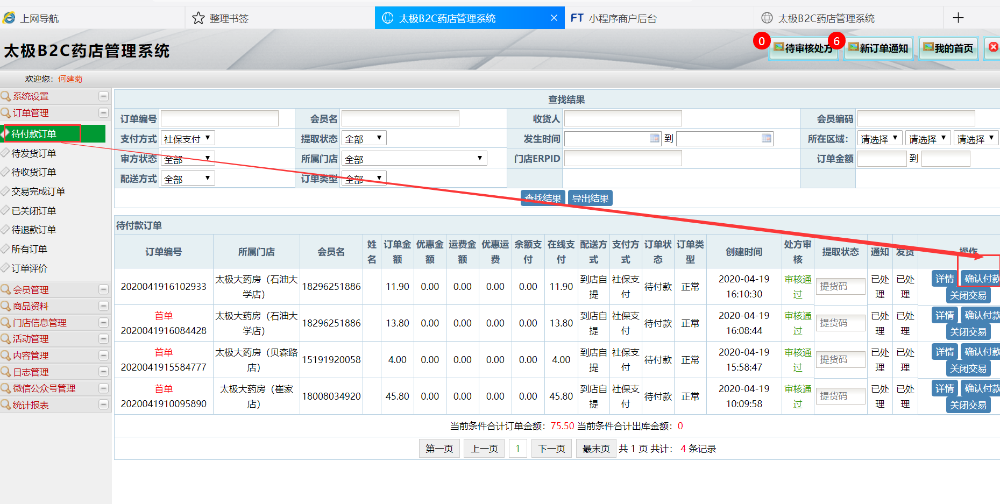 上网导航
整理书签
太极B2C药店管理系统
FT 小程序商户后台
太极B2C药店管理系统
太极B2C药店管理系统
0 待审核处方
6 新订单通知
我的首页
欢迎您：何建菊
系统设置
订单管理
待付款订单
待发货订单
待收货订单
交易完成订单
已关闭订单
待退款订单
所有订单
订单评价
会员管理
商品资料
门店信息管理
活动管理
内容管理
日志管理
微信公众号管理
统计报表
查找结果
订单编号 会员名 收货人 会员编码
支付方式 社保支付 提取状态 全部 发生时间 到 所在区域： 请选择 请选择 请选择
审方状态 全部 所属门店 全部 门店ERPID 订单金额 到
配送方式 全部 订单类型 全部
查找结果 导出结果
待付款订单
订单编号 所属门店 会员名 姓名 订单金额 优惠金额 运费金额 优惠运费 余额支付 在线支付 配送方式 支付方式 订单状态 订单类型 创建时间 处方审核 提取状态 通知 发货 操作
2020041916102933 太极大药房（石油大学店） 18296251886 11.90 0.00 0.00 0.00 0.00 11.90 到店自提 社保支付 待付款 正常 2020-04-19 16:10:30 审核通过 提货码 已处理 已处理 详情 确认付款 关闭交易
首单 2020041916084428 太极大药房（石油大学店） 18296251886 13.80 0.00 0.00 0.00 0.00 13.80 到店自提 社保支付 待付款 正常 2020-04-19 16:08:44 审核通过 提货码 已处理 已处理 详情 确认付款 关闭交易
首单 2020041915584777 太极大药房（贝森路店） 15191920058 4.00 0.00 0.00 0.00 0.00 4.00 到店自提 社保支付 待付款 正常 2020-04-19 15:58:47 审核通过 提货码 已处理 已处理 详情 确认付款 关闭交易
首单 2020041910095890 太极大药房（崔家店） 18008034920 45.80 0.00 0.00 0.00 0.00 45.80 到店自提 社保支付 待付款 正常 2020-04-19 10:09:58 审核通过 提货码 已处理 已处理 详情 确认付款 关闭交易
当前条件合计订单金额：75.50 当前条件合计出库金额：0
第一页 上一页 1 下一页 最末页 共 1 页 共计： 4 条记录